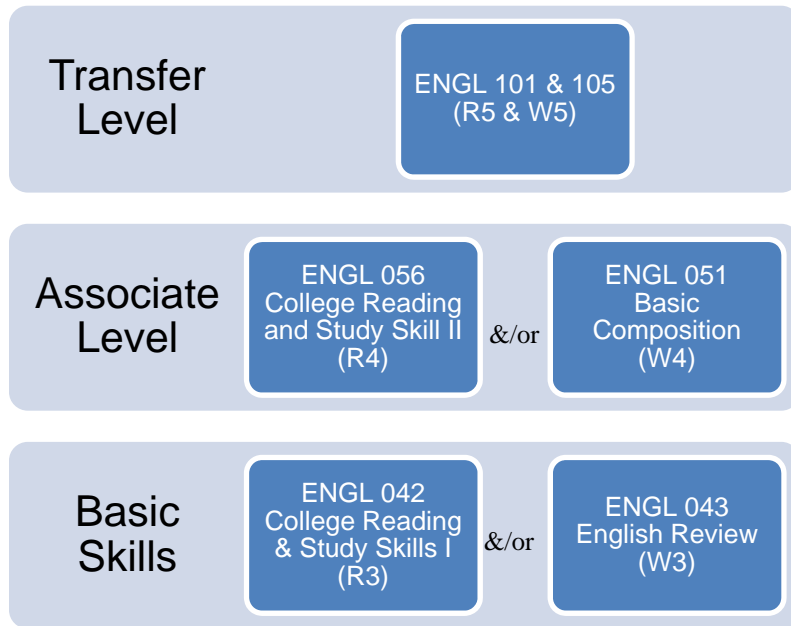 Transfer
Level
ENGL 101 & 105
(R5 & W5)
Associate
Level
ENGL 056
College Reading
and Study Skill II
(R4)
&/or
ENGL 051
Basic
Composition
(W4)
Basic
Skills
ENGL 042
College Reading
& Study Skills I
(R3)
&/or
ENGL 043
English Review
(W3)